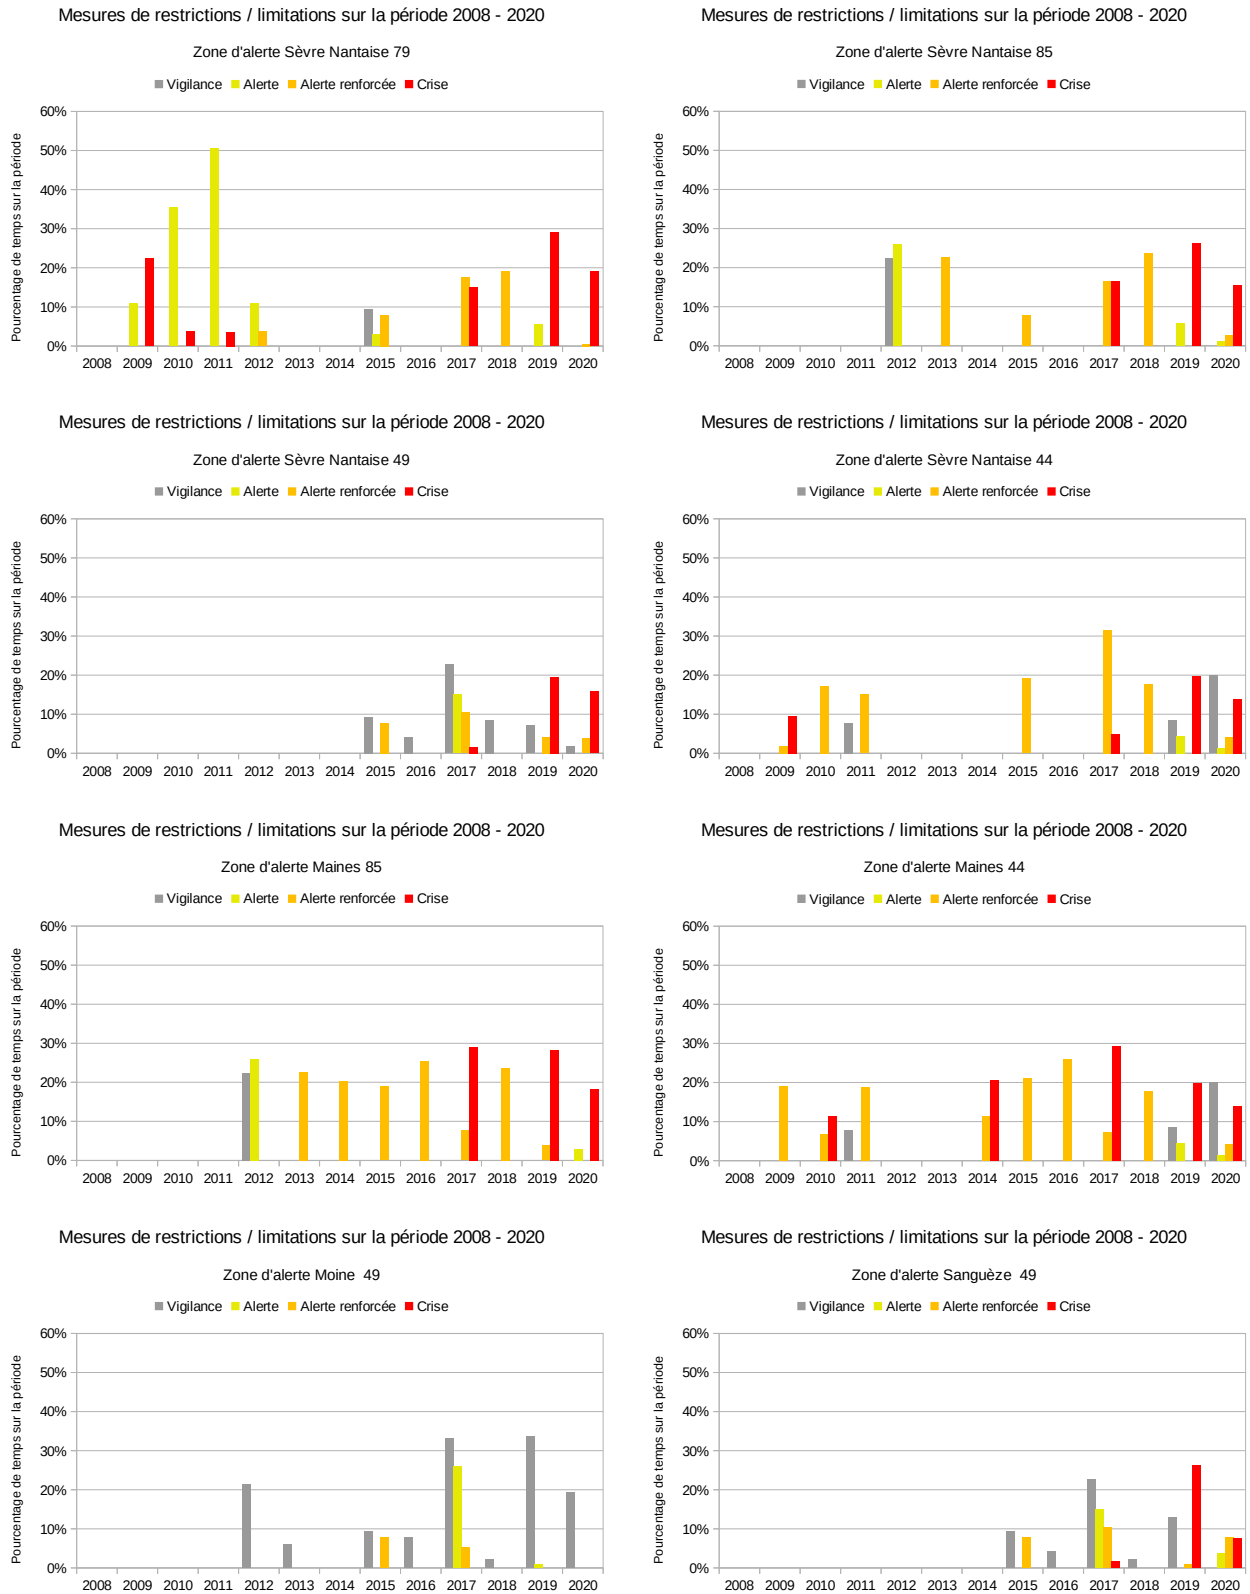 Mesures de restrictions / limitations sur la période 2008 - 2020
Zone d'alerte Sèvre Nantaise 79
Vigilance Alerte Alerte renforcée Crise
Pourcentage de temps sur la période
60%
50%
40%
30%
20%
10%
0%
2008 2009 2010 2011 2012 2013 2014 2015 2016 2017 2018 2019 2020
Mesures de restrictions / limitations sur la période 2008 - 2020
Zone d'alerte Sèvre Nantaise 85
Vigilance Alerte Alerte renforcée Crise
Pourcentage de temps sur la période
60%
50%
40%
30%
20%
10%
0%
2008 2009 2010 2011 2012 2013 2014 2015 2016 2017 2018 2019 2020
Mesures de restrictions / limitations sur la période 2008 - 2020
Zone d'alerte Sèvre Nantaise 49
Vigilance Alerte Alerte renforcée Crise
Pourcentage de temps sur la période
60%
50%
40%
30%
20%
10%
0%
2008 2009 2010 2011 2012 2013 2014 2015 2016 2017 2018 2019 2020
Mesures de restrictions / limitations sur la période 2008 - 2020
Zone d'alerte Sèvre Nantaise 44
Vigilance Alerte Alerte renforcée Crise
Pourcentage de temps sur la période
60%
50%
40%
30%
20%
10%
0%
2008 2009 2010 2011 2012 2013 2014 2015 2016 2017 2018 2019 2020
Mesures de restrictions / limitations sur la période 2008 - 2020
Zone d'alerte Maines 85
Vigilance Alerte Alerte renforcée Crise
Pourcentage de temps sur la période
60%
50%
40%
30%
20%
10%
0%
2008 2009 2010 2011 2012 2013 2014 2015 2016 2017 2018 2019 2020
Mesures de restrictions / limitations sur la période 2008 - 2020
Zone d'alerte Maines 44
Vigilance Alerte Alerte renforcée Crise
Pourcentage de temps sur la période
60%
50%
40%
30%
20%
10%
0%
2008 2009 2010 2011 2012 2013 2014 2015 2016 2017 2018 2019 2020
Mesures de restrictions / limitations sur la période 2008 - 2020
Zone d'alerte Moine 49
Vigilance Alerte Alerte renforcée Crise
Pourcentage de temps sur la période
60%
50%
40%
30%
20%
10%
0%
2008 2009 2010 2011 2012 2013 2014 2015 2016 2017 2018 2019 2020
Mesures de restrictions / limitations sur la période 2008 - 2020
Zone d'alerte Sanguèze 49
Vigilance Alerte Alerte renforcée Crise
Pourcentage de temps sur la période
60%
50%
40%
30%
20%
10%
0%
2008 2009 2010 2011 2012 2013 2014 2015 2016 2017 2018 2019 2020